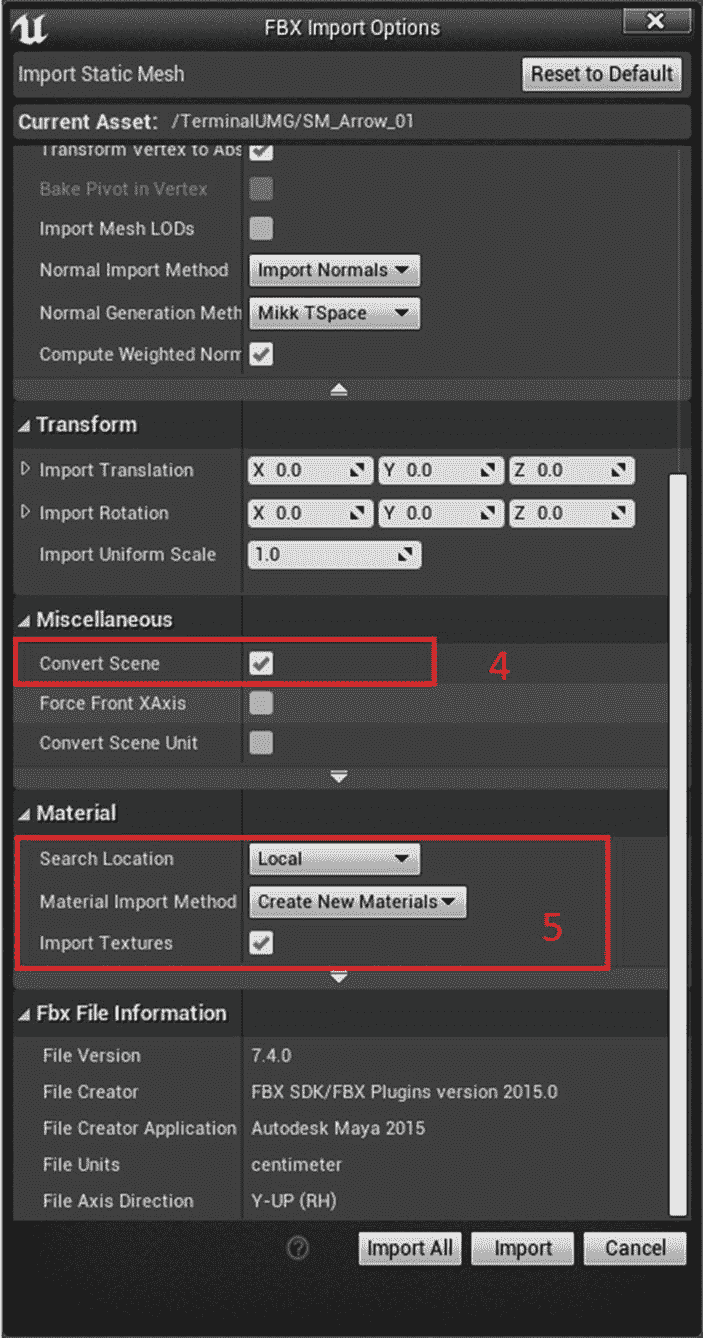 FBX Import Options
Import Static Mesh
Reset to Default
Current Asset: /TerminalUMG/SM_Arrow_01
Transform Vertex to Abs
Bake Pivot in Vertex
Import Mesh LODs
Normal Import Method Import Normals
Normal Generation Meth Mikk TSpace
Compute Weighted Norm
Transform
Import Translation X 0.0 Y 0.0 Z 0.0
Import Rotation X 0.0 Y 0.0 Z 0.0
Import Uniform Scale 1.0
Miscellaneous
Convert Scene 4
Force Front XAxis
Convert Scene Unit
Material
Search Location Local
Material Import Method Create New Materials
5
Import Textures
Fbx File Information
File Version 7.4.0
File Creator FBX SDK/FBX Plugins version 2015.0
File Creator Application Autodesk Maya 2015
File Units centimeter
File Axis Direction Y-UP (RH)
? Import All Import Cancel